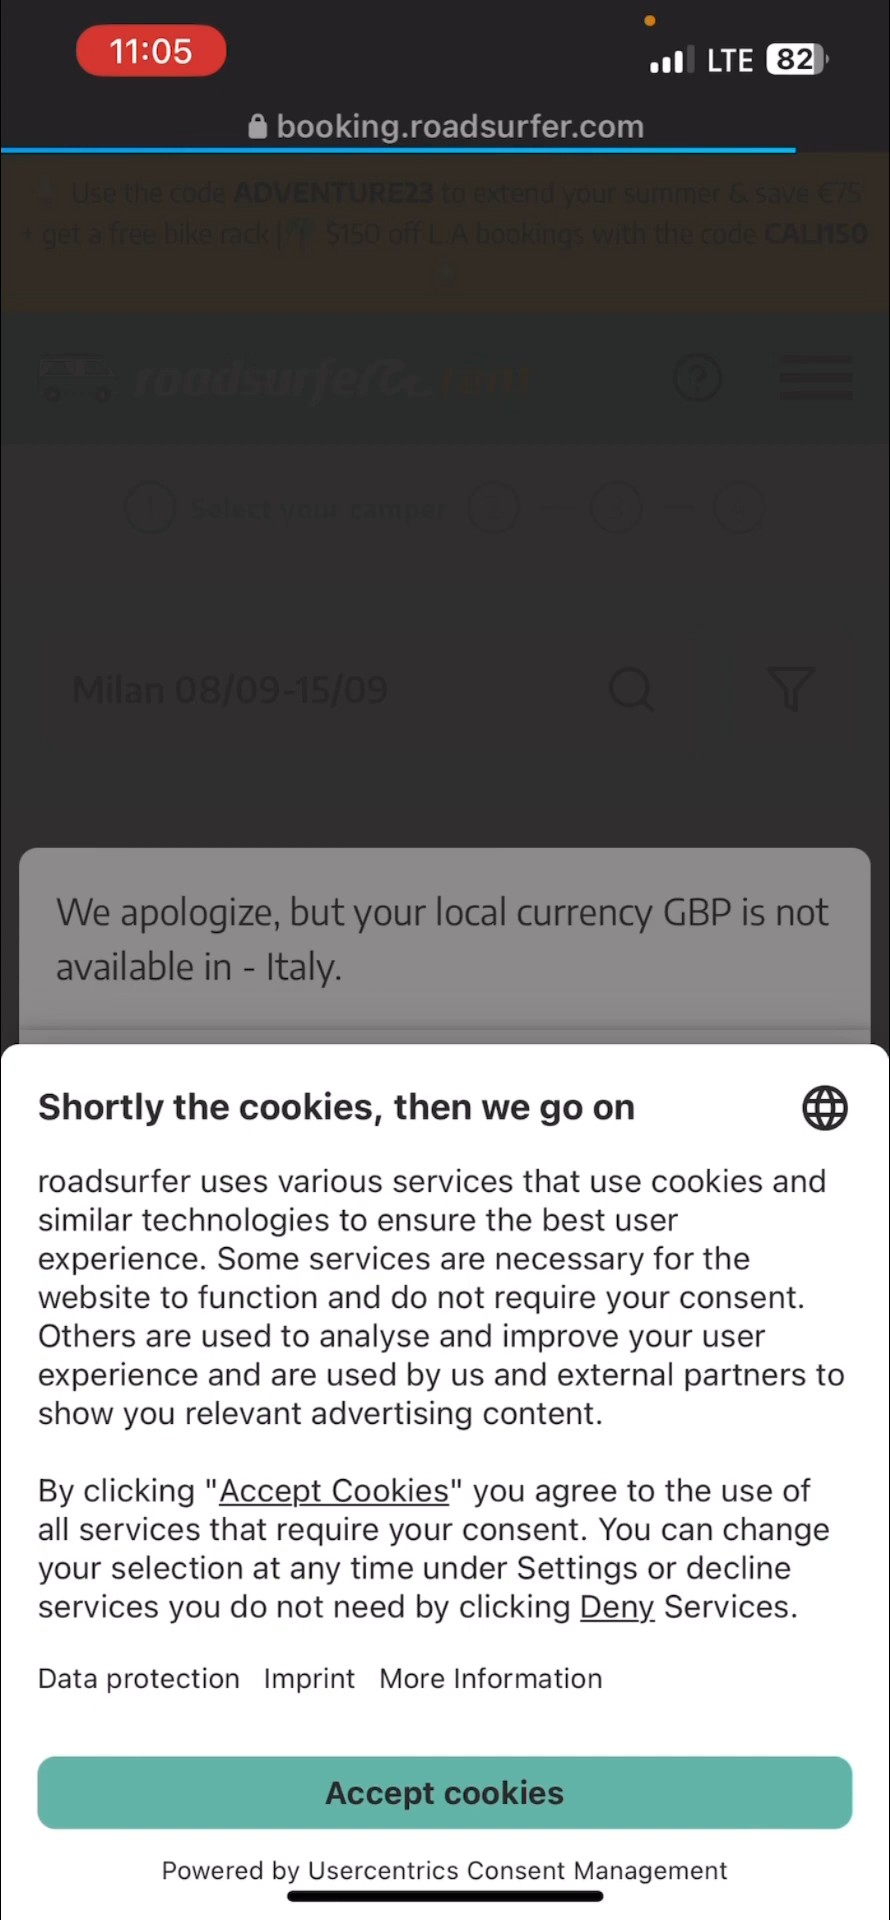 11:05
LTE 82
booking.roadsurfer.com
Use the code ADVENTURE23 to extend your summer & save €75
+ get a free bike rack | $150 off L.A bookings with the code CALI150
roadsurfer rent
?
1 Select your camper 2 3 4
Milan 08/09-15/09
We apologize, but your local currency GBP is not
available in - Italy.
Shortly the cookies, then we go on
roadsurfer uses various services that use cookies and
similar technologies to ensure the best user
experience. Some services are necessary for the
website to function and do not require your consent.
Others are used to analyse and improve your user
experience and are used by us and external partners to
show you relevant advertising content.
By clicking "Accept Cookies" you agree to the use of
all services that require your consent. You can change
your selection at any time under Settings or decline
services you do not need by clicking Deny Services.
Data protection Imprint More Information
Accept cookies
Powered by Usercentrics Consent Management